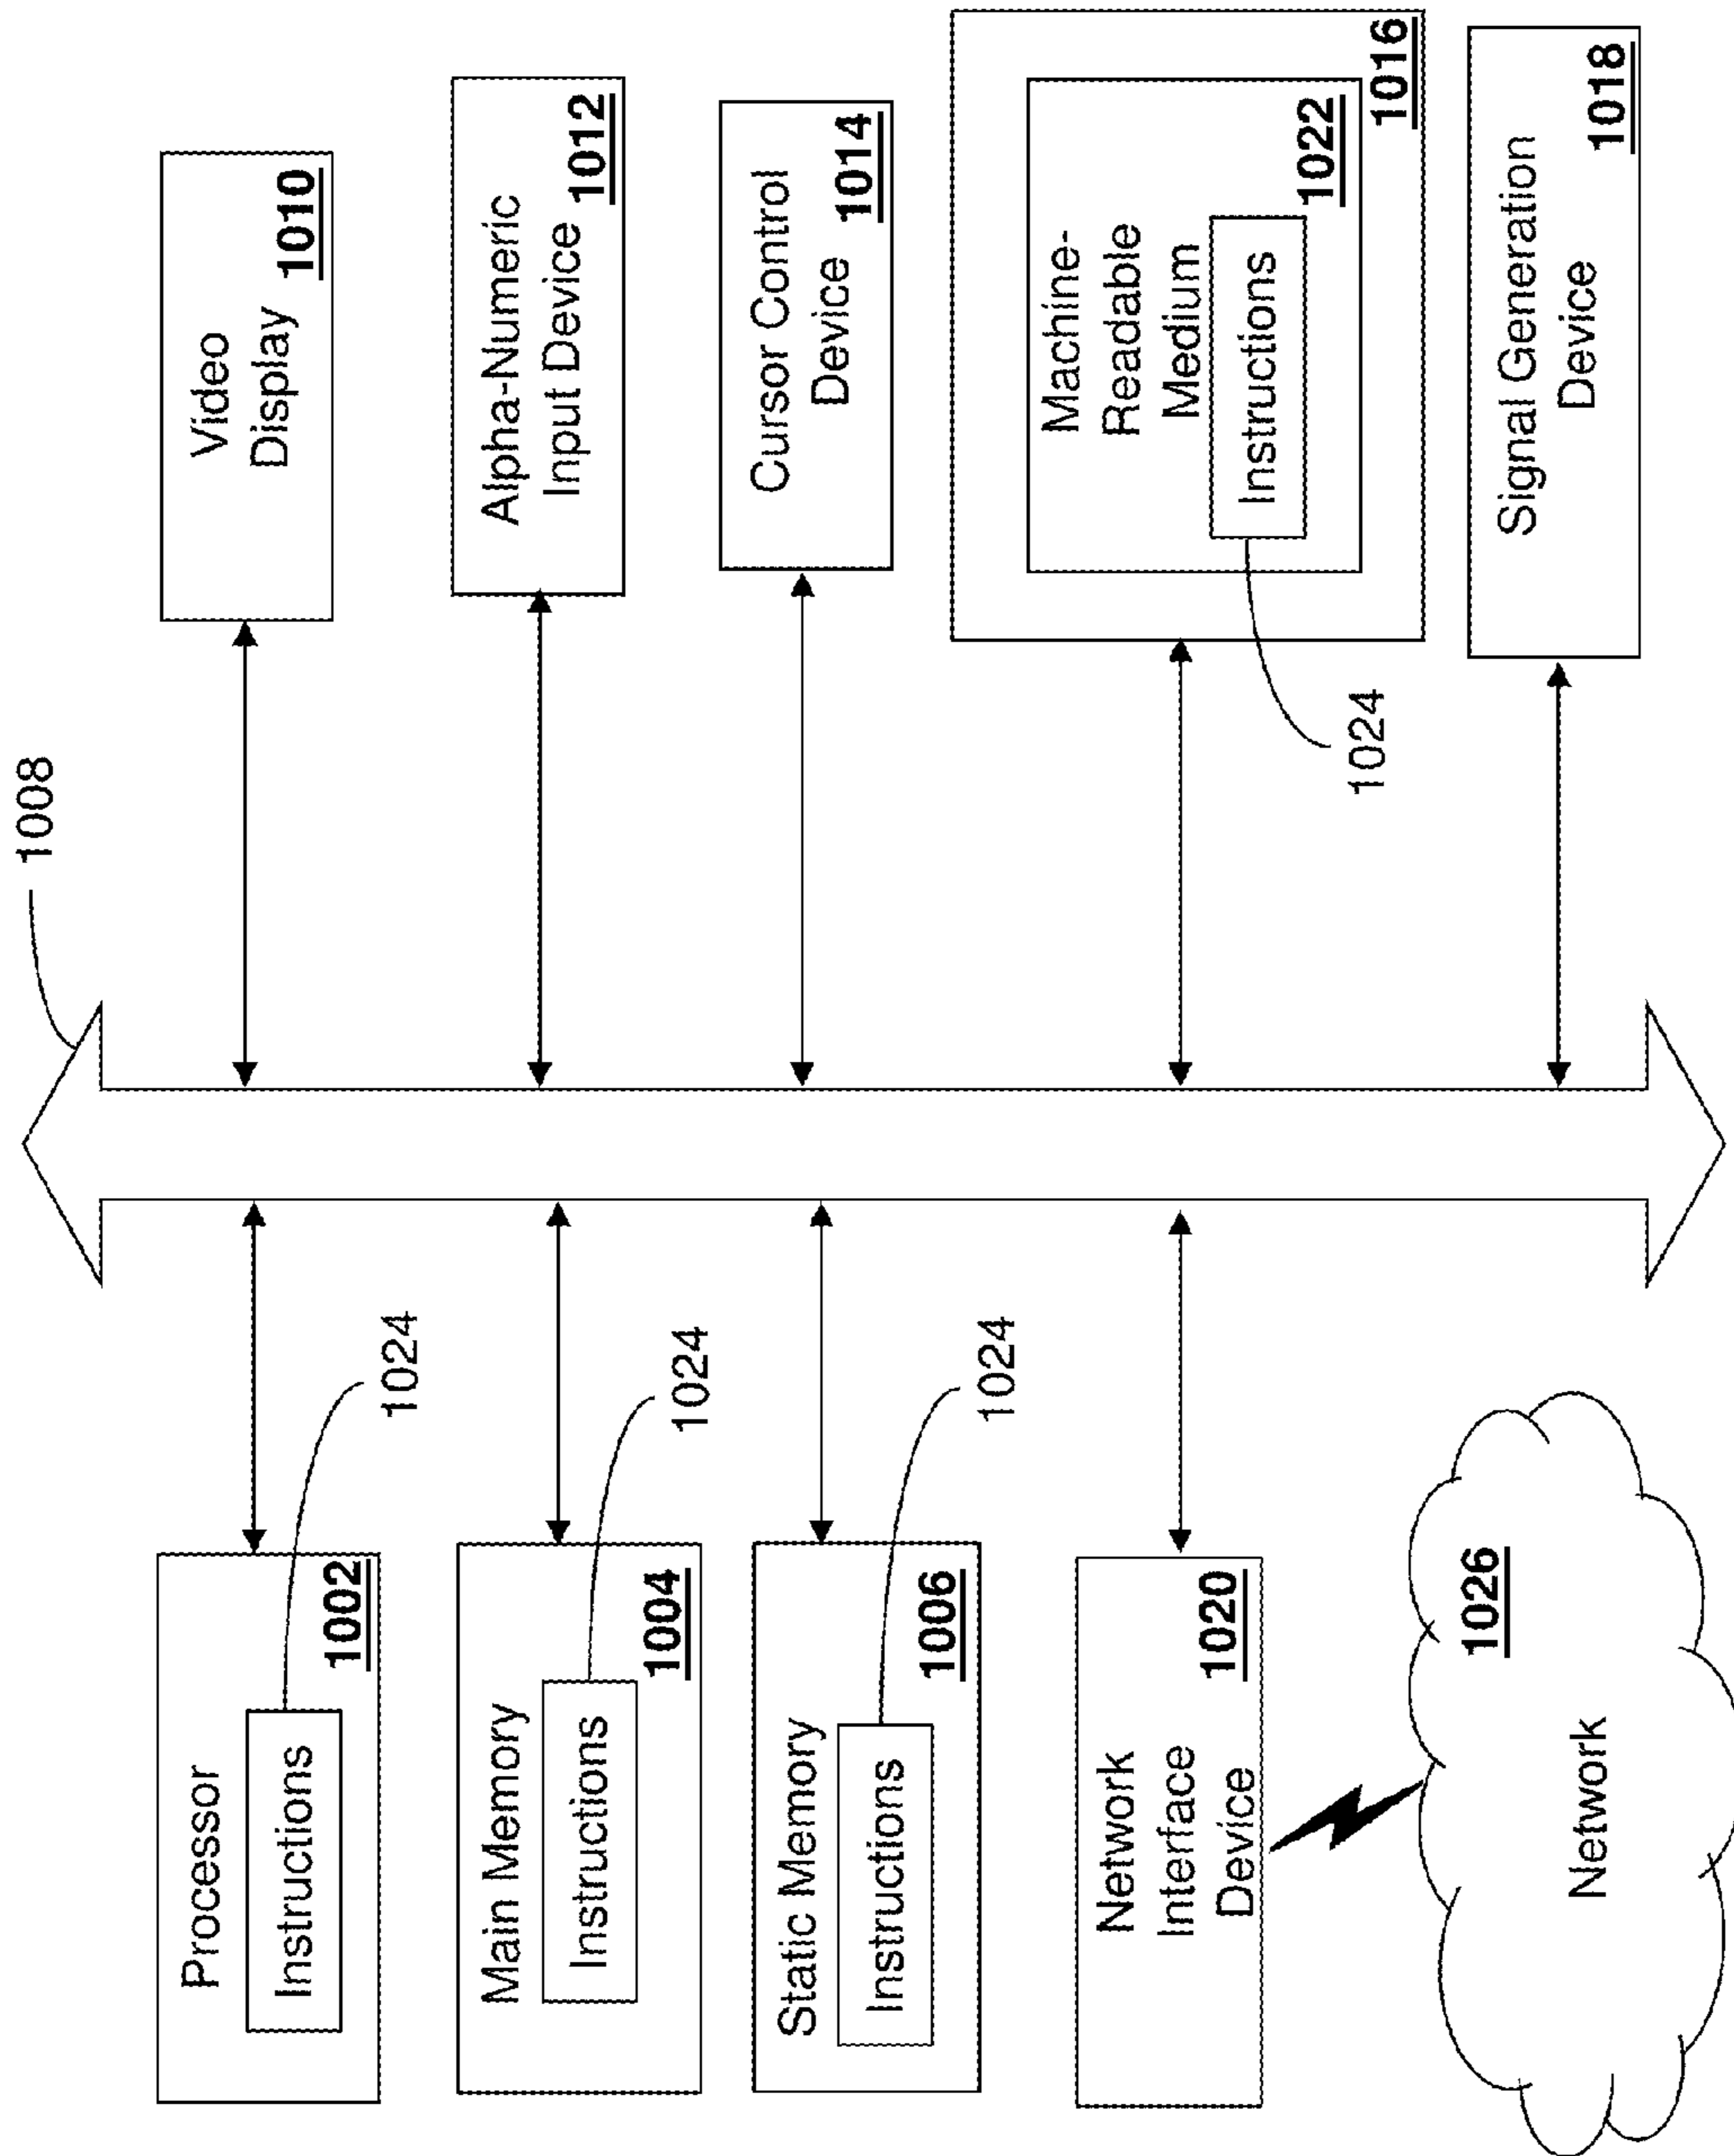 1008
Processor
Instructions
1002
1024
Main Memory
Instructions
1004
1024
Static Memory
Instructions
1006
1024
Network
Interface
Device
1020
Network
1026
Video
Display
1010
Alpha-Numeric
Input Device
1012
Cursor Control
Device
1014
Machine-
Readable
Medium
1022
Instructions
1016
1024
Signal Generation
Device
1018